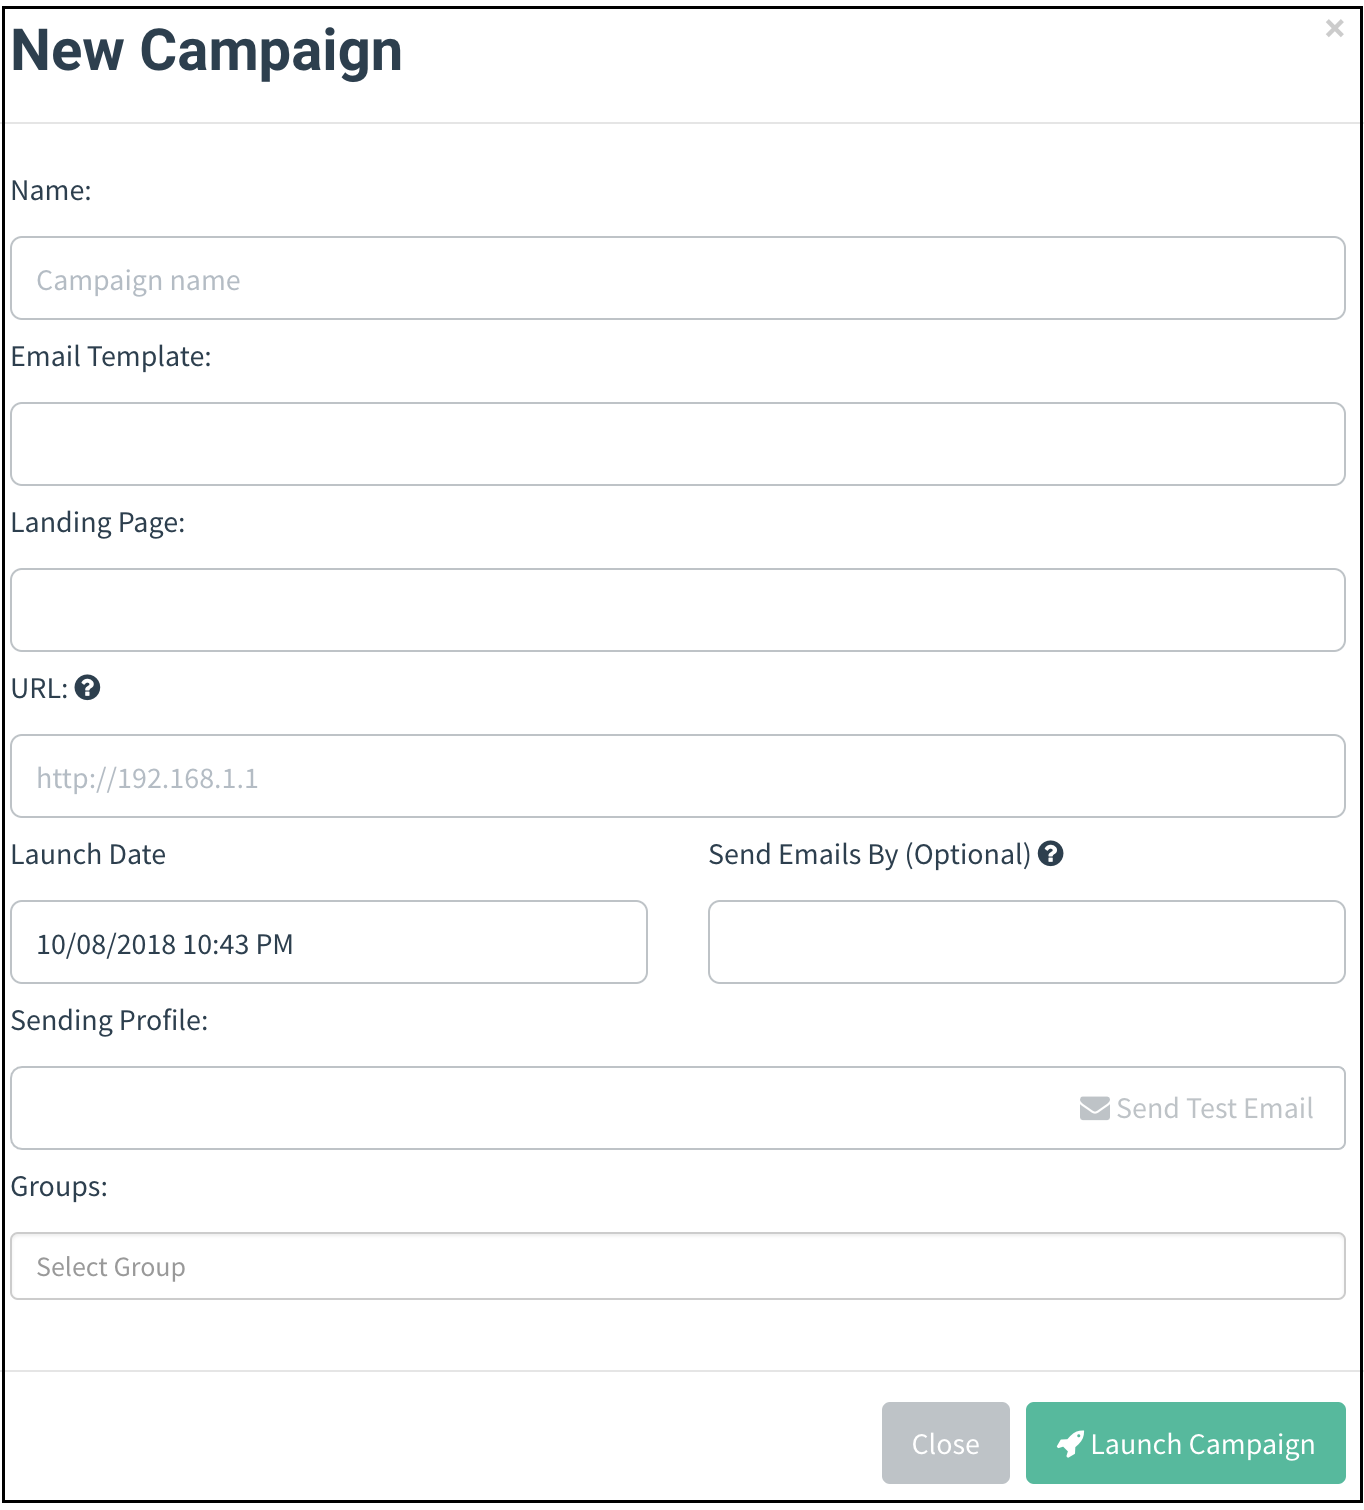 New Campaign
×
Name:
Campaign name
Email Template:
Landing Page:
URL: ?
http://192.168.1.1
Launch Date
Send Emails By (Optional) ?
10/08/2018 10:43 PM
Sending Profile:
Send Test Email
Groups:
Select Group
Close
Launch Campaign